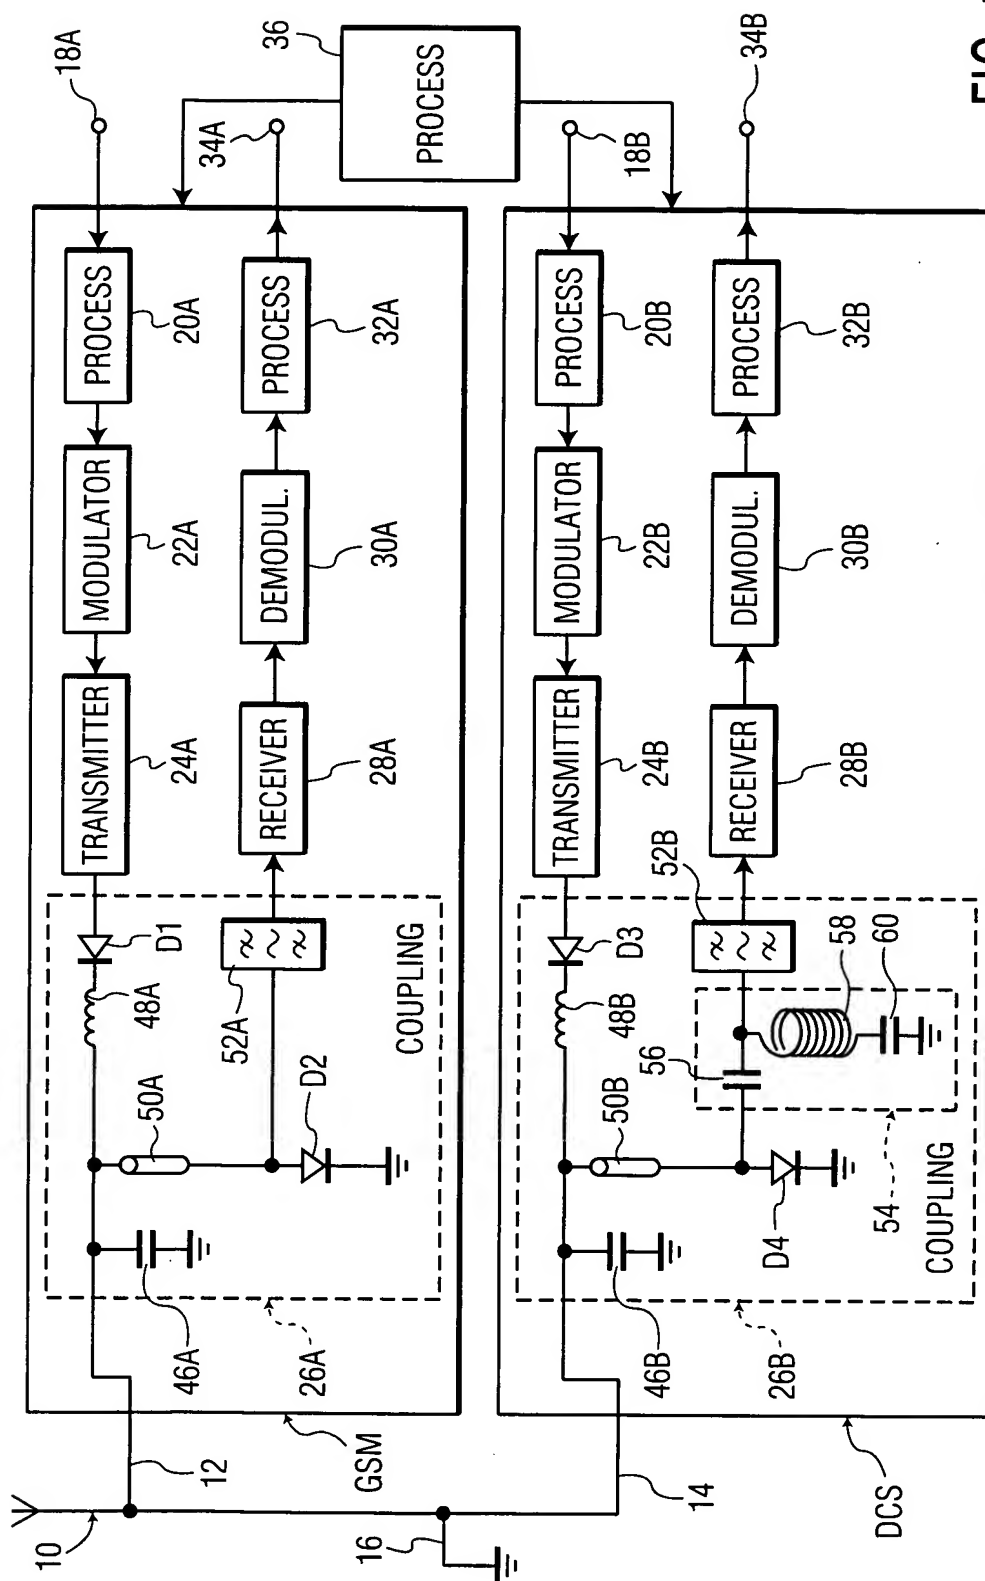 10
12
16
14
GSM
DCS
18A
PROCESS
20A
MODULATOR
22A
TRANSMITTER
24A
D1
48A
50A
46A
26A
34A
PROCESS
32A
DEMODUL.
30A
RECEIVER
28A
52A
D2
COUPLING
36
PROCESS
18B
PROCESS
20B
MODULATOR
22B
TRANSMITTER
24B
D3
48B
50B
46B
26B
34B
PROCESS
32B
DEMODUL.
30B
RECEIVER
28B
52B
58
60
56
54
D4
COUPLING
FIG